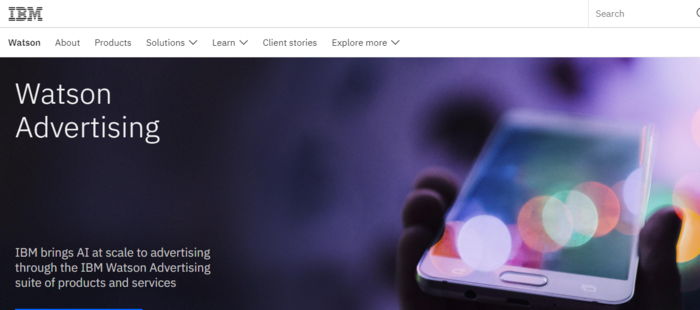 IBM
Search
Watson About Products Solutions Learn Client stories Explore more
Watson
Advertising
IBM brings AI at scale to advertising
through the IBM Watson Advertising
suite of products and services